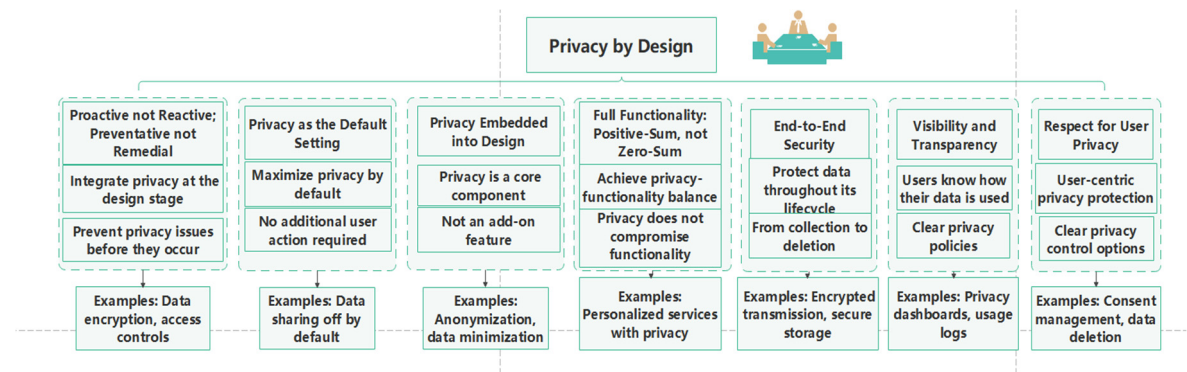 Privacy by Design
Proactive not Reactive;
Preventative not
Remedial
Integrate privacy at the
design stage
Prevent privacy issues
before they occur
Examples: Data
encryption, access
controls
Privacy as the Default
Setting
Maximize privacy by
default
No additional user
action required
Examples: Data
sharing off by
default
Privacy Embedded
into Design
Privacy is a core
component
Not an add-on
feature
Examples:
Anonymization,
data minimization
Full Functionality:
Positive-Sum, not
Zero-Sum
Achieve privacy-
functionality balance
Privacy does not
compromise
functionality
Examples:
Personalized services
with privacy
End-to-End
Security
Protect data
throughout its
lifecycle
From collection to
deletion
Examples: Encrypted
transmission, secure
storage
Visibility and
Transparency
Users know how
their data is used
Clear privacy
policies
Examples: Privacy
dashboards, usage
logs
Respect for User
Privacy
User-centric
privacy protection
Clear privacy
control options
Examples: Consent
management, data
deletion